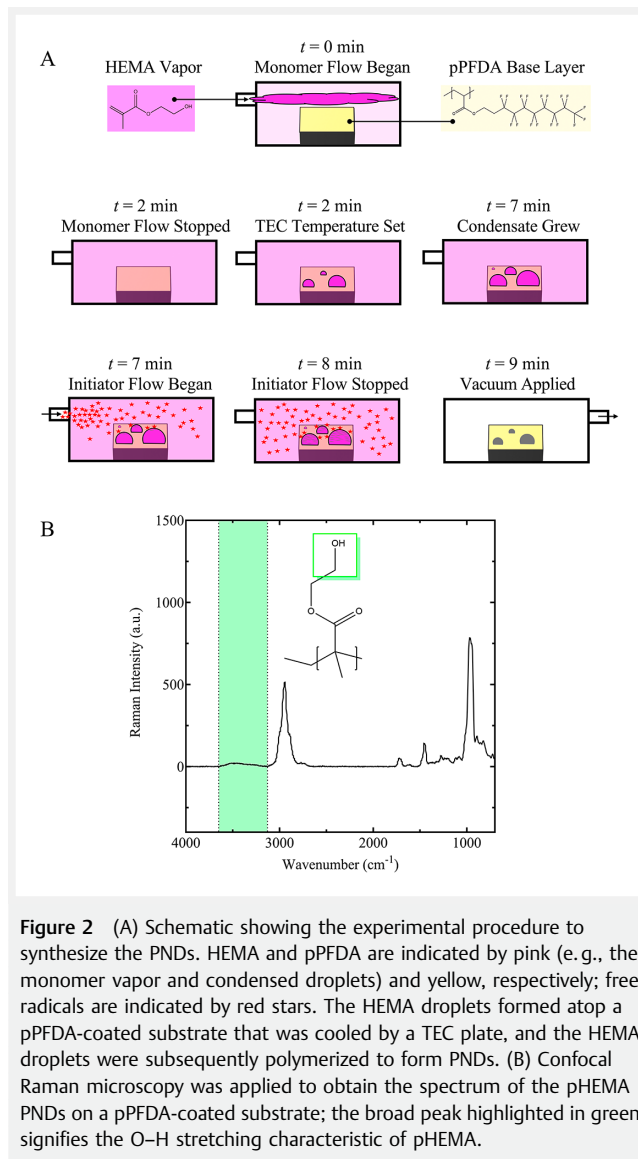 A
t = 0 min
HEMA Vapor
Monomer Flow Began
pPFDA Base Layer
O
O
OH
O
O
F F F F F F F F
F
F
F F F F F F F F
t = 2 min
Monomer Flow Stopped
t = 2 min
TEC Temperature Set
t = 7 min
Condensate Grew
t = 7 min
Initiator Flow Began
t = 8 min
Initiator Flow Stopped
t = 9 min
Vacuum Applied
B
1500
1000
500
0
Raman Intensity (a.u.)
OH
O
O
4000
3000
2000
1000
Wavenumber (cm⁻¹)
Figure 2 (A) Schematic showing the experimental procedure to
synthesize the PNDs. HEMA and pPFDA are indicated by pink (e.g., the
monomer vapor and condensed droplets) and yellow, respectively; free
radicals are indicated by red stars. The HEMA droplets formed atop a
pPFDA-coated substrate that was cooled by a TEC plate, and the HEMA
droplets were subsequently polymerized to form PNDs. (B) Confocal
Raman microscopy was applied to obtain the spectrum of the pHEMA
PNDs on a pPFDA-coated substrate; the broad peak highlighted in green
signifies the O–H stretching characteristic of pHEMA.